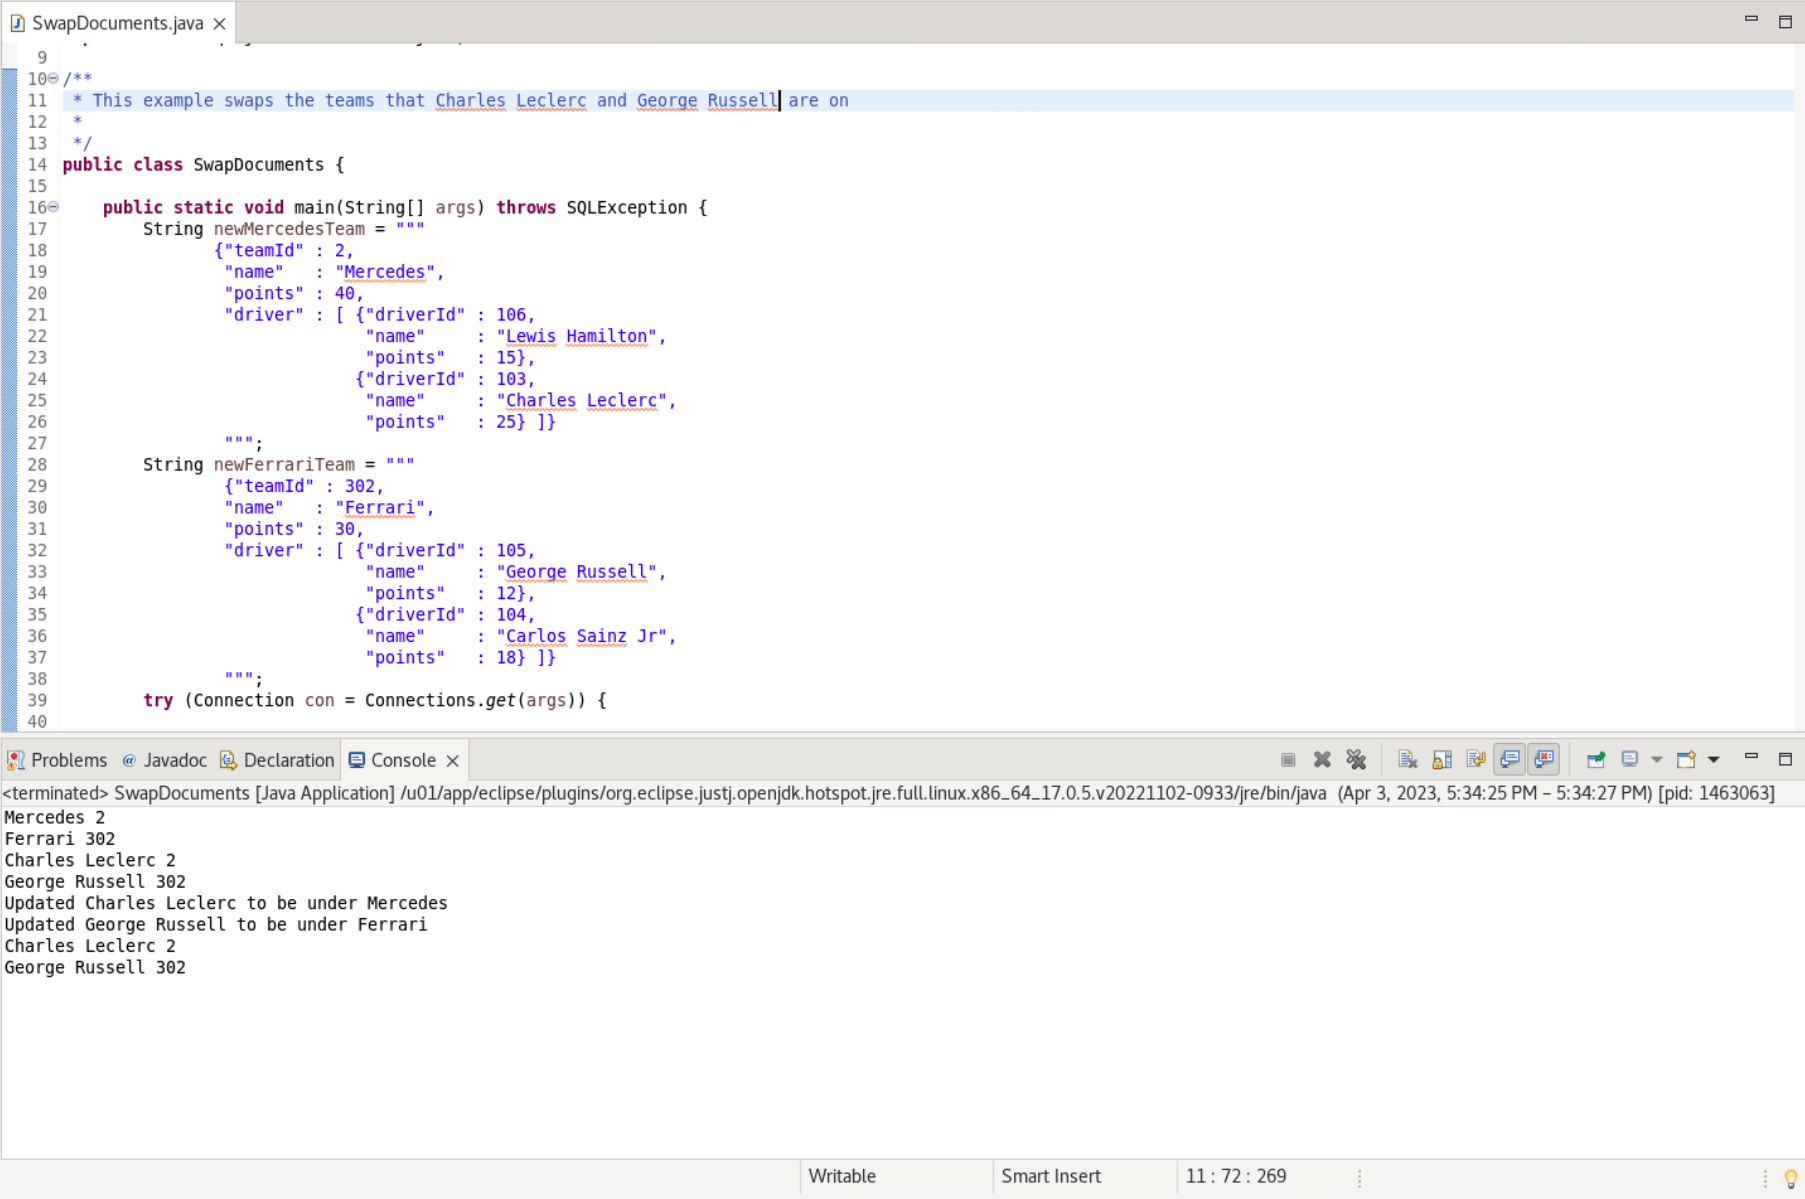 SwapDocuments.java
9
10 /**
11  * This example swaps the teams that Charles Leclerc and George Russell are on
12  *
13  */
14 public class SwapDocuments {
15
16     public static void main(String[] args) throws SQLException {
17         String newMercedesTeam = """
18                {"teamId" : 2,
19                 "name"   : "Mercedes",
20                 "points" : 40,
21                 "driver" : [ {"driverId" : 106,
22                               "name"     : "Lewis Hamilton",
23                               "points"   : 15},
24                              {"driverId" : 103,
25                               "name"     : "Charles Leclerc",
26                               "points"   : 25} ]}
27                 """;
28         String newFerrariTeam = """
29                 {"teamId" : 302,
30                 "name"   : "Ferrari",
31                 "points" : 30,
32                 "driver" : [ {"driverId" : 105,
33                               "name"     : "George Russell",
34                               "points"   : 12},
35                              {"driverId" : 104,
36                               "name"     : "Carlos Sainz Jr",
37                               "points"   : 18} ]}
38                 """;
39         try (Connection con = Connections.get(args)) {
40
Problems @ Javadoc Declaration Console
<terminated> SwapDocuments [Java Application] /u01/app/eclipse/plugins/org.eclipse.justj.openjdk.hotspot.jre.full.linux.x86_64_17.0.5.v20221102-0933/jre/bin/java (Apr 3, 2023, 5:34:25 PM – 5:34:27 PM) [pid: 1463063]
Mercedes 2
Ferrari 302
Charles Leclerc 2
George Russell 302
Updated Charles Leclerc to be under Mercedes
Updated George Russell to be under Ferrari
Charles Leclerc 2
George Russell 302
Writable Smart Insert 11 : 72 : 269